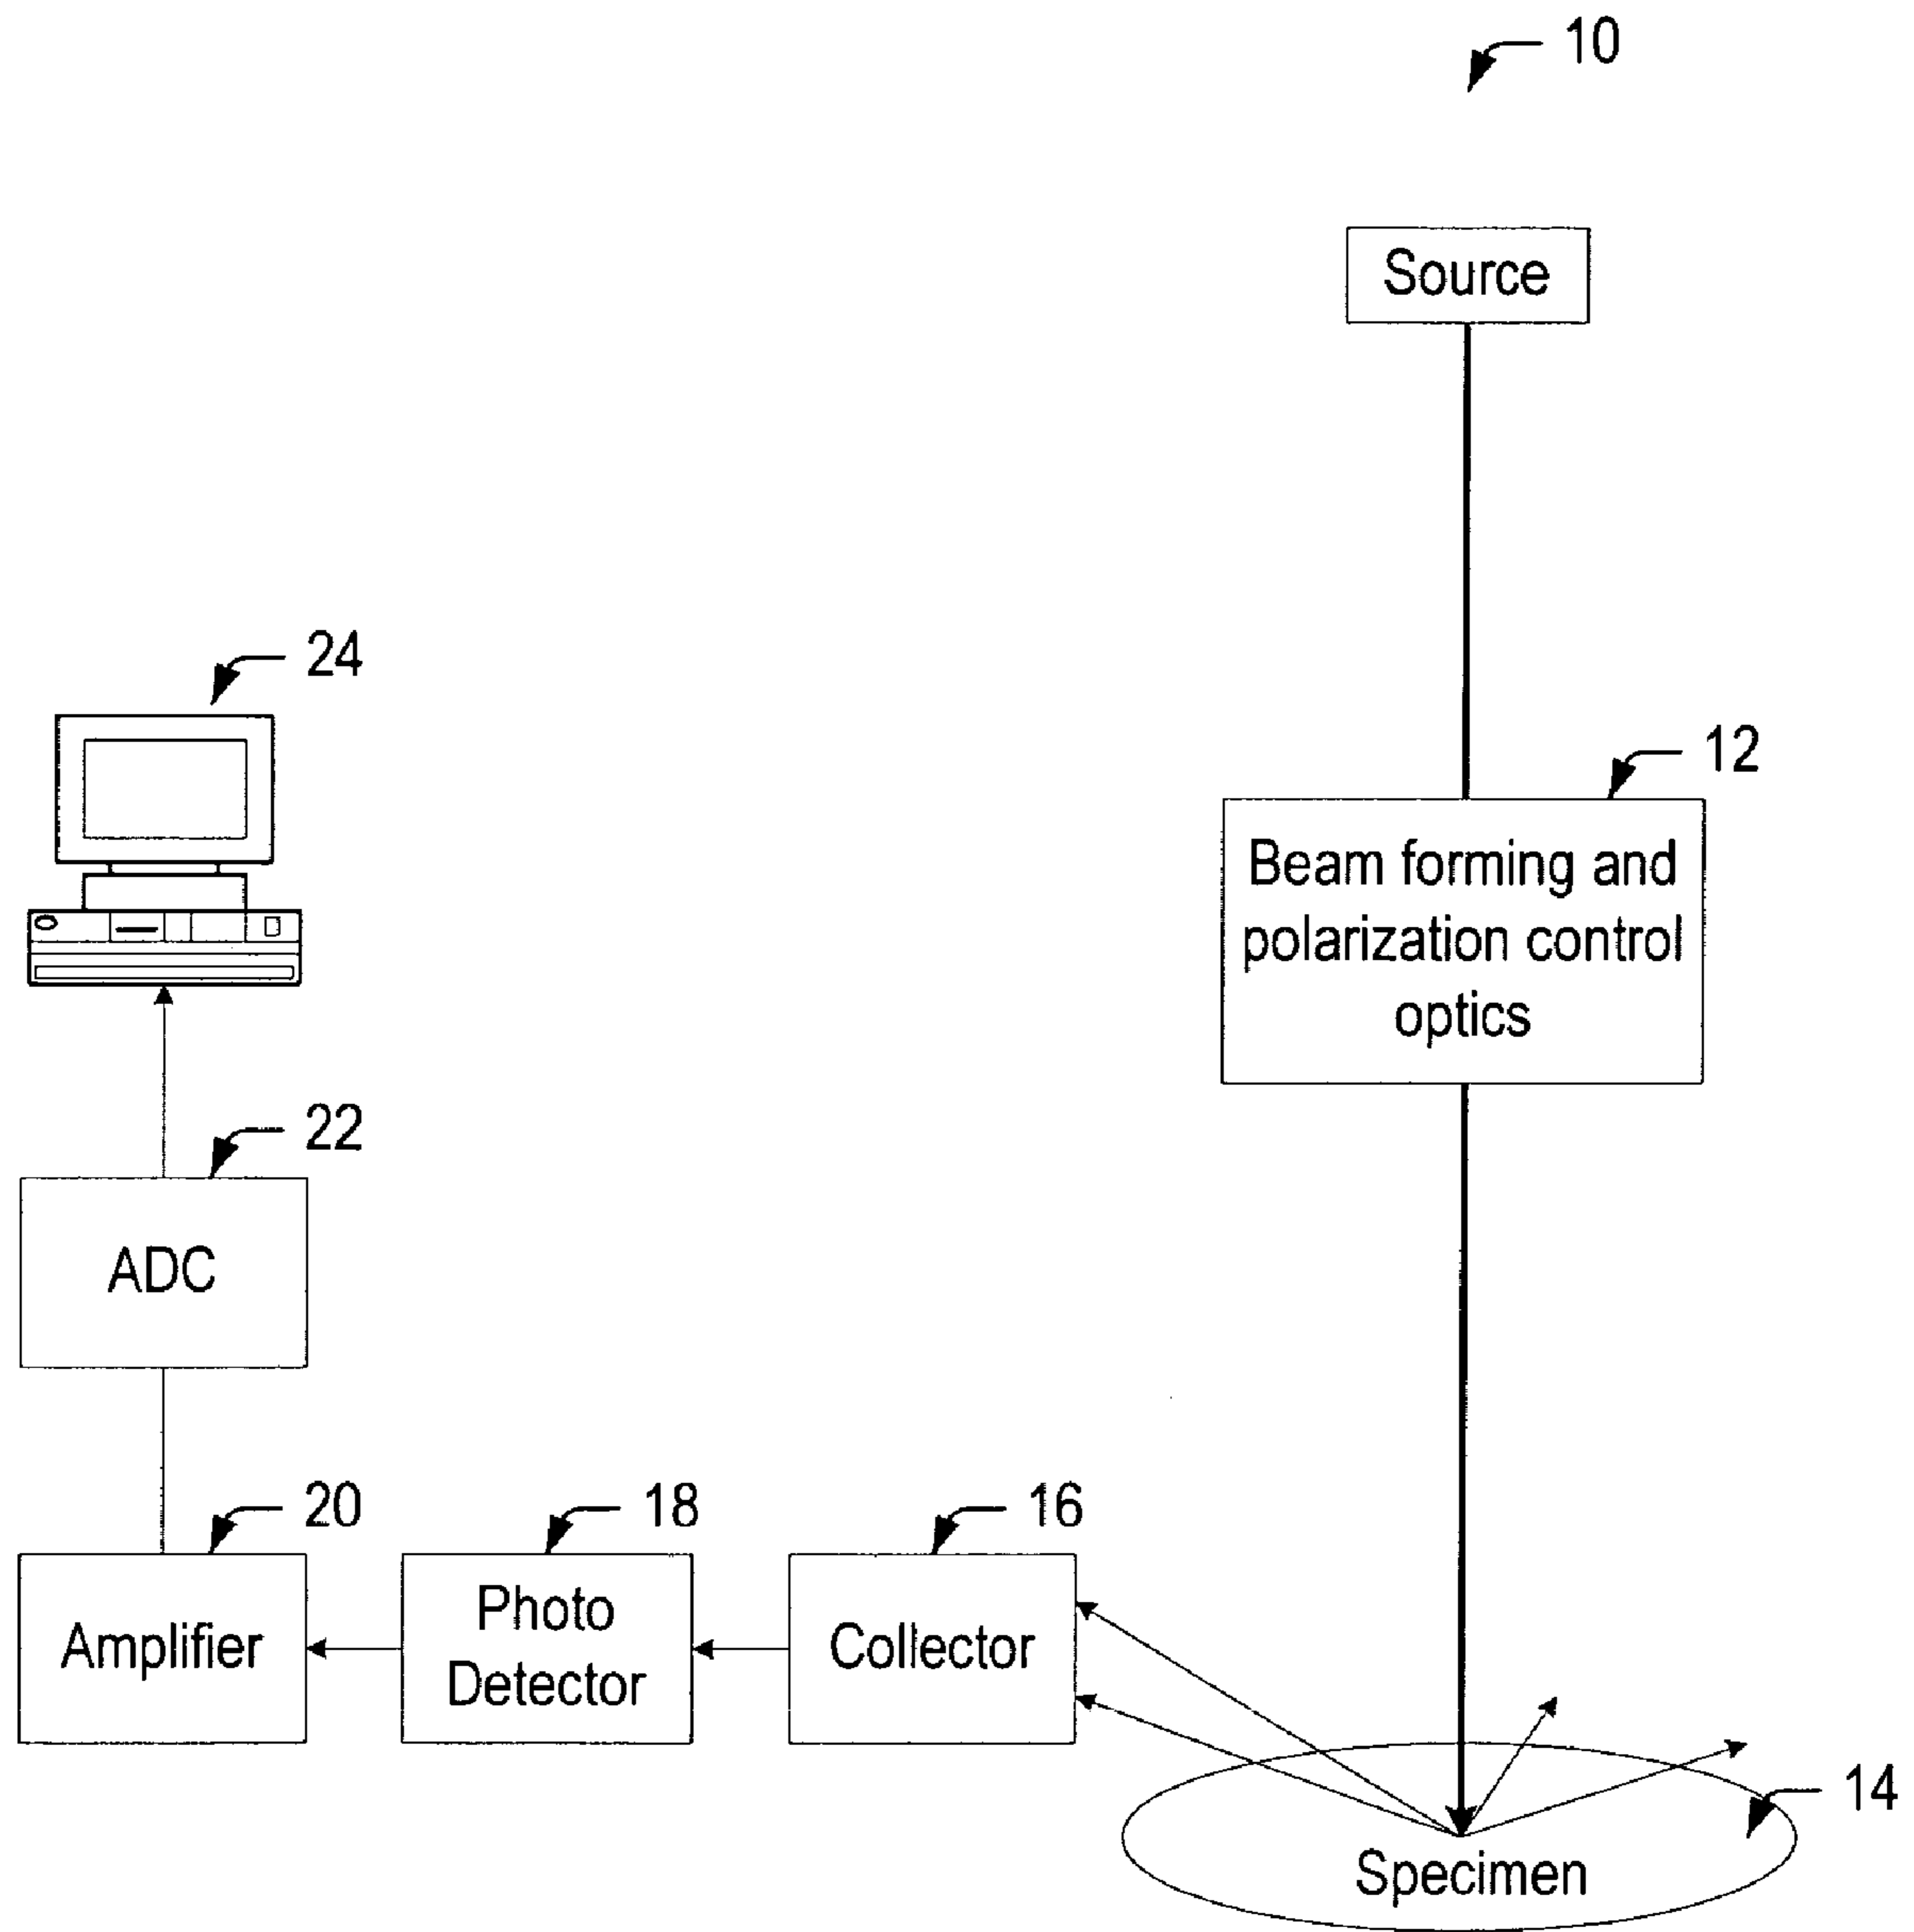 10
Source
24
12
Beam forming and
polarization control
optics
22
ADC
20
18
16
Amplifier
Photo
Detector
Collector
14
Specimen